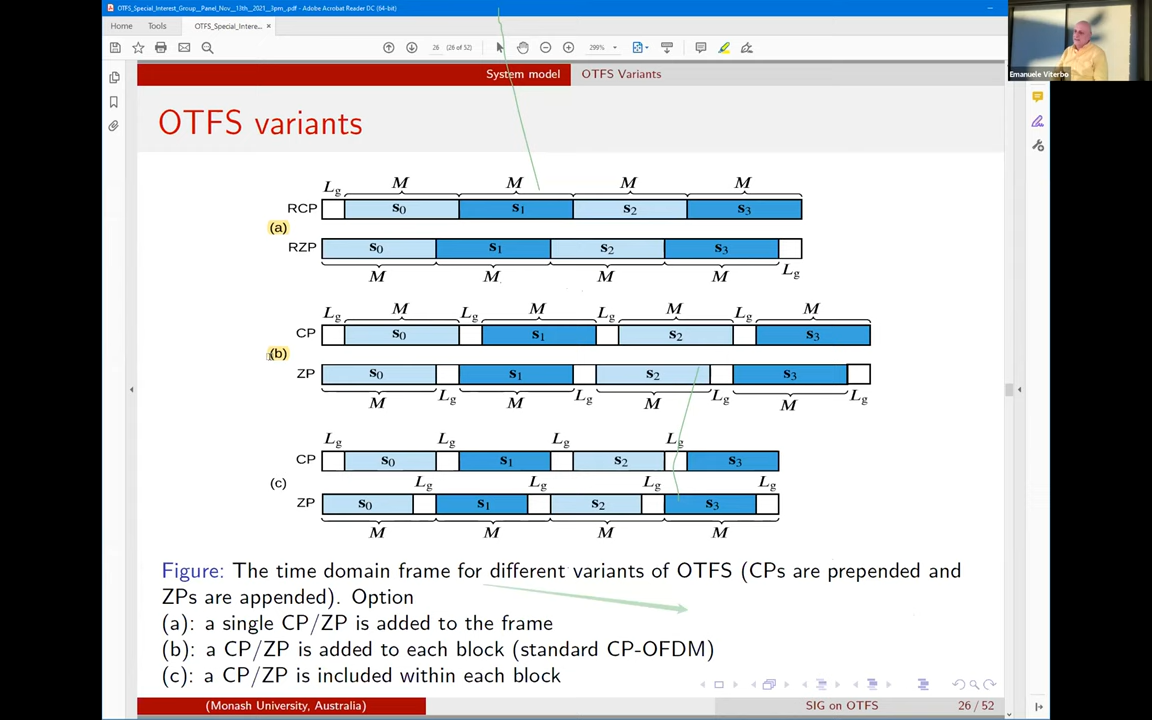 OTFS_Special_Interest_Group__Panel_Nov__13th__2021__3pm_.pdf - Adobe Acrobat Reader DC (64-bit)
Home Tools OTFS_Special_Intere... ×
26 (26 of 52) 299%
Emanuele Viterbo
System model OTFS Variants
OTFS variants
Lg M M M M
RCP s0 s1 s2 s3
(a)
RZP s0 s1 s2 s3
M M M M Lg
Lg M Lg M Lg M Lg M
CP s0 s1 s2 s3
(b)
ZP s0 s1 s2 s3
M Lg M Lg M Lg M Lg
Lg Lg Lg Lg
CP s0 s1 s2 s3
(c) Lg Lg Lg Lg
ZP s0 s1 s2 s3
M M M M
Figure: The time domain frame for different variants of OTFS (CPs are prepended and
ZPs are appended). Option
(a): a single CP/ZP is added to the frame
(b): a CP/ZP is added to each block (standard CP-OFDM)
(c): a CP/ZP is included within each block
(Monash University, Australia) SIG on OTFS 26 / 52